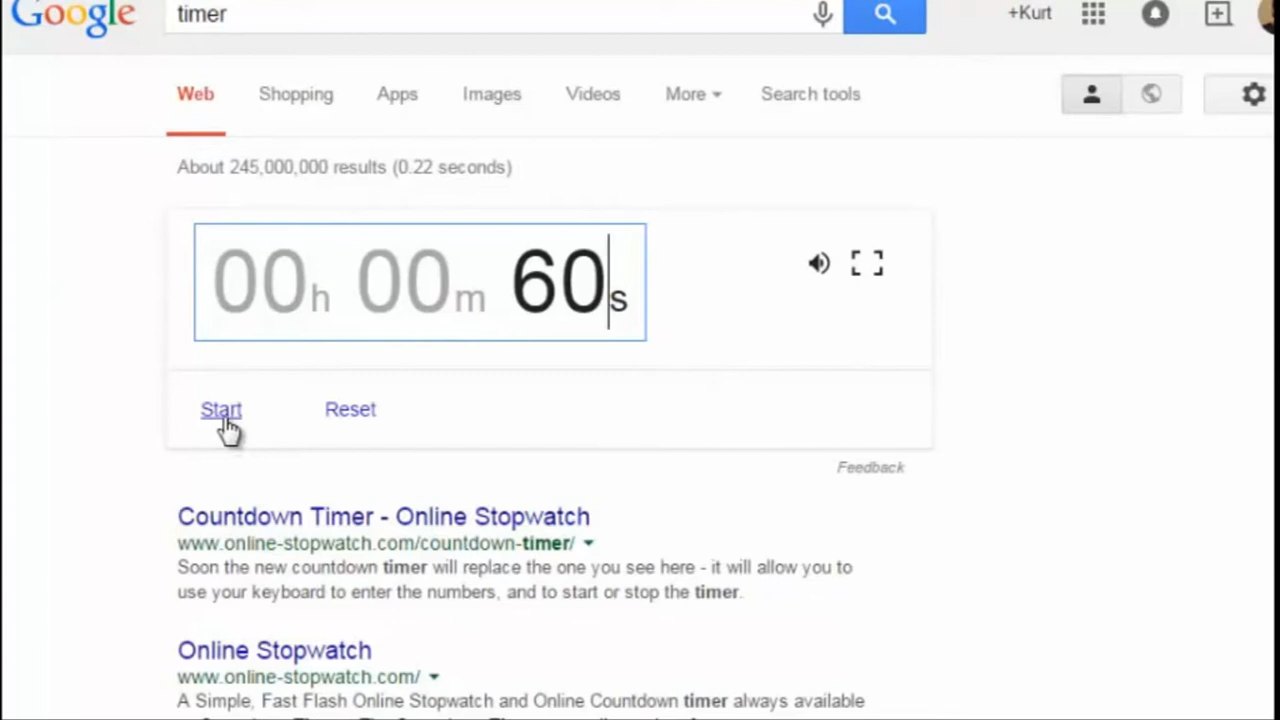 Google timer +Kurt
Web Shopping Apps Images Videos More Search tools
About 245,000,000 results (0.22 seconds)
00h 00m 60s
Start Reset
Feedback
Countdown Timer - Online Stopwatch
www.online-stopwatch.com/countdown-timer/
Soon the new countdown timer will replace the one you see here - it will allow you to
use your keyboard to enter the numbers, and to start or stop the timer.
Online Stopwatch
www.online-stopwatch.com/
A Simple, Fast Flash Online Stopwatch and Online Countdown timer always available